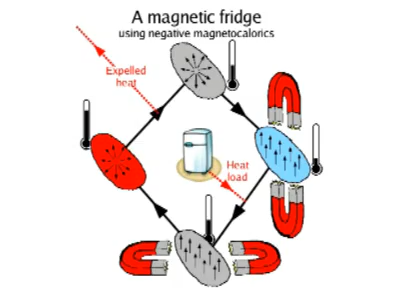 A magnetic fridge
using negative magnetocalorics
Expelled
heat
Heat
load